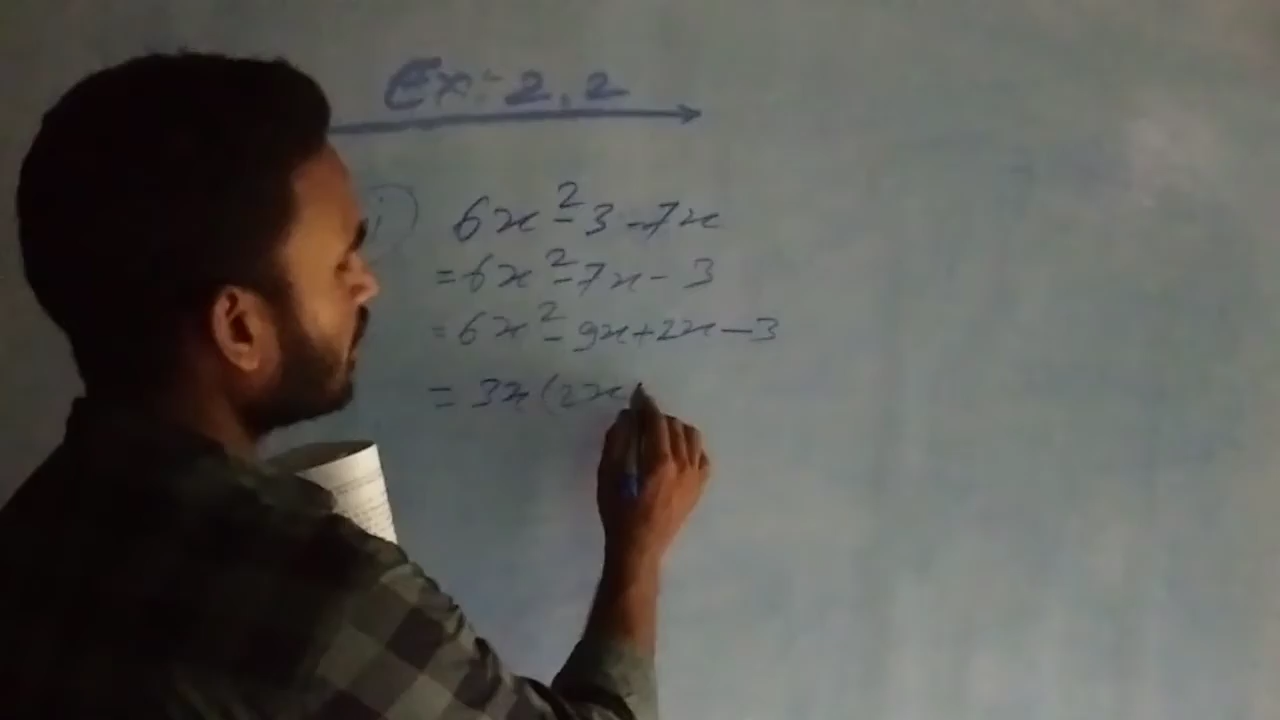 Ex:-2.2
i) 6x²-3-7x
=6x²-7x-3
=6x²-9x+2x-3
=3x(2x